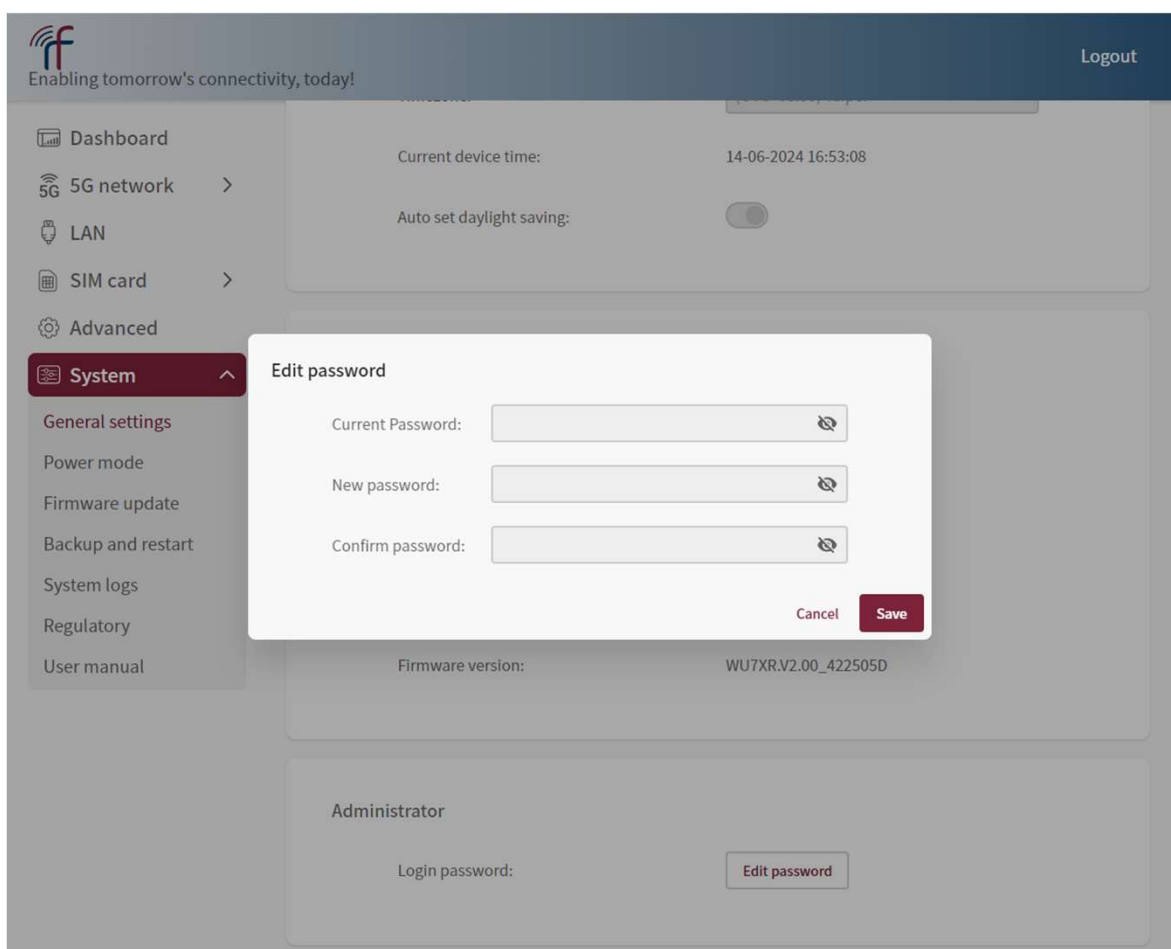 Enabling tomorrow's connectivity, today!
Logout
Dashboard
5G network
LAN
SIM card
Advanced
System
General settings
Power mode
Firmware update
Backup and restart
System logs
Regulatory
User manual
Current device time: 14-06-2024 16:53:08
Auto set daylight saving:
Edit password
Current Password:
New password:
Confirm password:
Cancel Save
Firmware version: WU7XR.V2.00_422505D
Administrator
Login password: Edit password